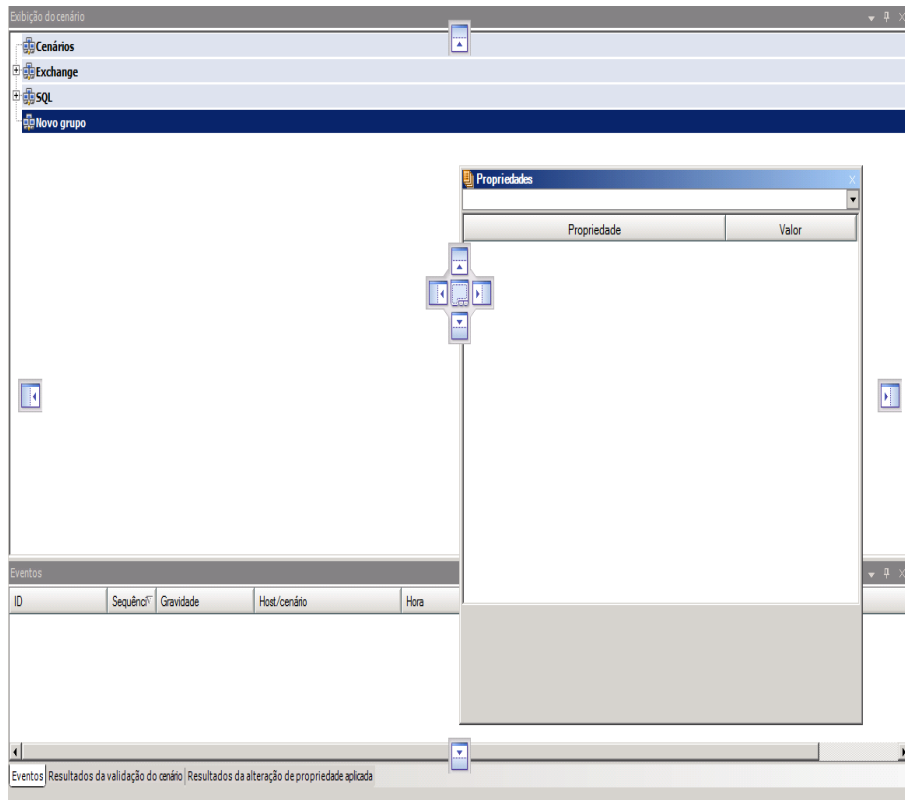 Exibição do cenário
Cenários
Exchange
SQL
Novo grupo
Propriedades
Propriedade Valor
Eventos
ID Sequênci Gravidade Host/cenário Hora
Eventos Resultados da validação do cenário Resultados da alteração de propriedade aplicada